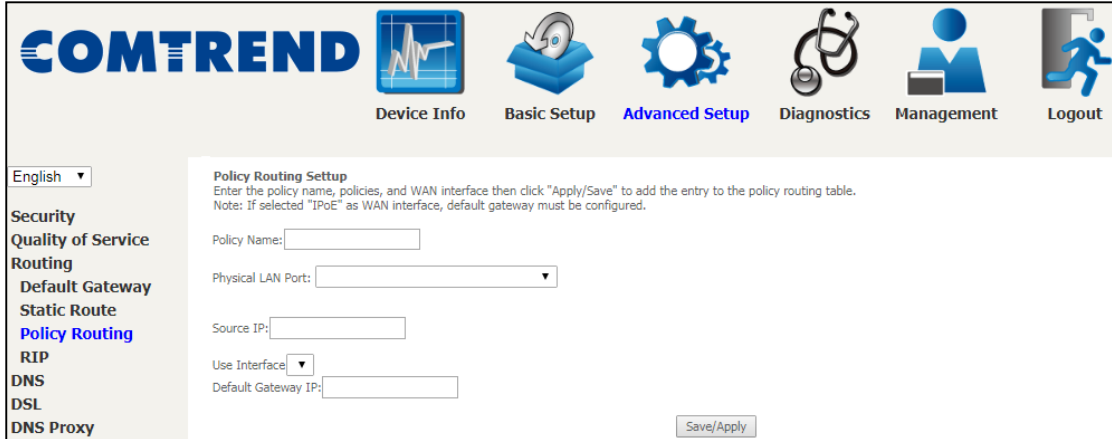 COMTREND
Device Info
Basic Setup
Advanced Setup
Diagnostics
Management
Logout
English
Security
Quality of Service
Routing
Default Gateway
Static Route
Policy Routing
RIP
DNS
DSL
DNS Proxy
Policy Routing Settup
Enter the policy name, policies, and WAN interface then click "Apply/Save" to add the entry to the policy routing table.
Note: If selected "IPoE" as WAN interface, default gateway must be configured.
Policy Name:
Physical LAN Port:
Source IP:
Use Interface
Default Gateway IP:
Save/Apply